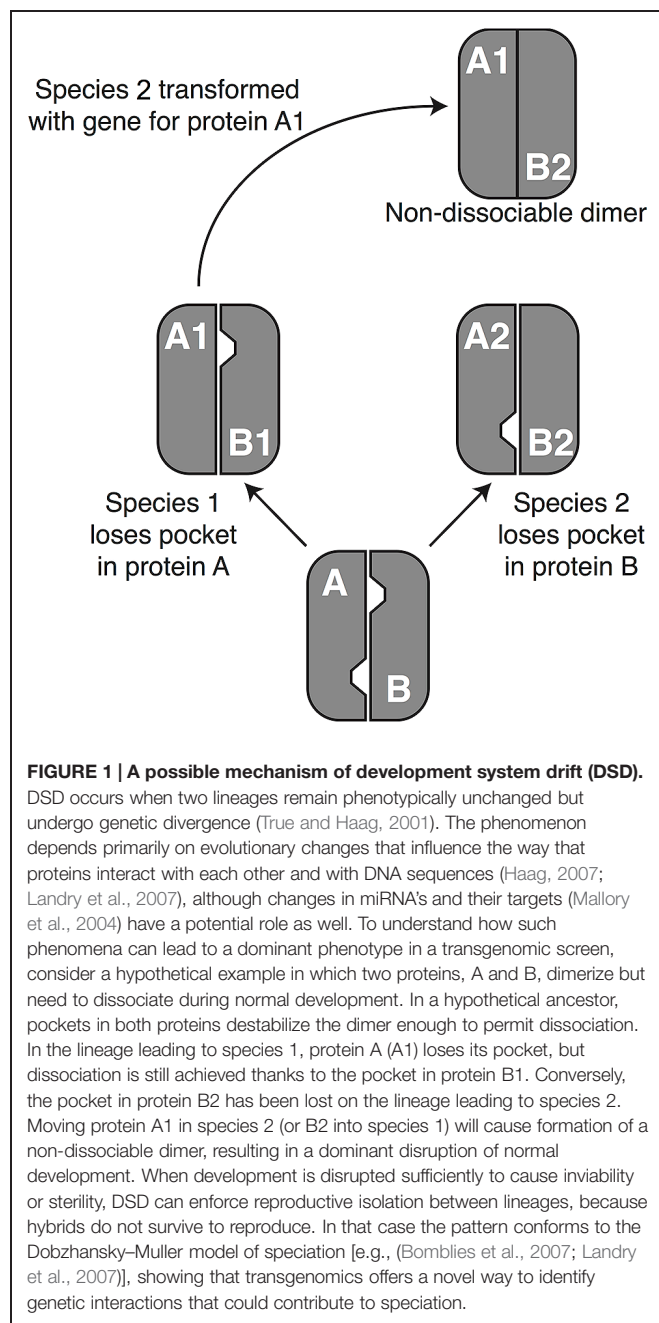 Species 2 transformed
with gene for protein A1
A1
B2
Non-dissociable dimer
A1
B1
A2
B2
Species 1
loses pocket
in protein A
Species 2
loses pocket
in protein B
A
B
FIGURE 1 | A possible mechanism of development system drift (DSD).
DSD occurs when two lineages remain phenotypically unchanged but
undergo genetic divergence (True and Haag, 2001). The phenomenon
depends primarily on evolutionary changes that influence the way that
proteins interact with each other and with DNA sequences (Haag, 2007;
Landry et al., 2007), although changes in miRNA's and their targets (Mallory
et al., 2004) have a potential role as well. To understand how such
phenomena can lead to a dominant phenotype in a transgenomic screen,
consider a hypothetical example in which two proteins, A and B, dimerize but
need to dissociate during normal development. In a hypothetical ancestor,
pockets in both proteins destabilize the dimer enough to permit dissociation.
In the lineage leading to species 1, protein A (A1) loses its pocket, but
dissociation is still achieved thanks to the pocket in protein B1. Conversely,
the pocket in protein B2 has been lost on the lineage leading to species 2.
Moving protein A1 in species 2 (or B2 into species 1) will cause formation of a
non-dissociable dimer, resulting in a dominant disruption of normal
development. When development is disrupted sufficiently to cause inviability
or sterility, DSD can enforce reproductive isolation between lineages, because
hybrids do not survive to reproduce. In that case the pattern conforms to the
Dobzhansky–Muller model of speciation [e.g., (Bomblies et al., 2007; Landry
et al., 2007)], showing that transgenomics offers a novel way to identify
genetic interactions that could contribute to speciation.